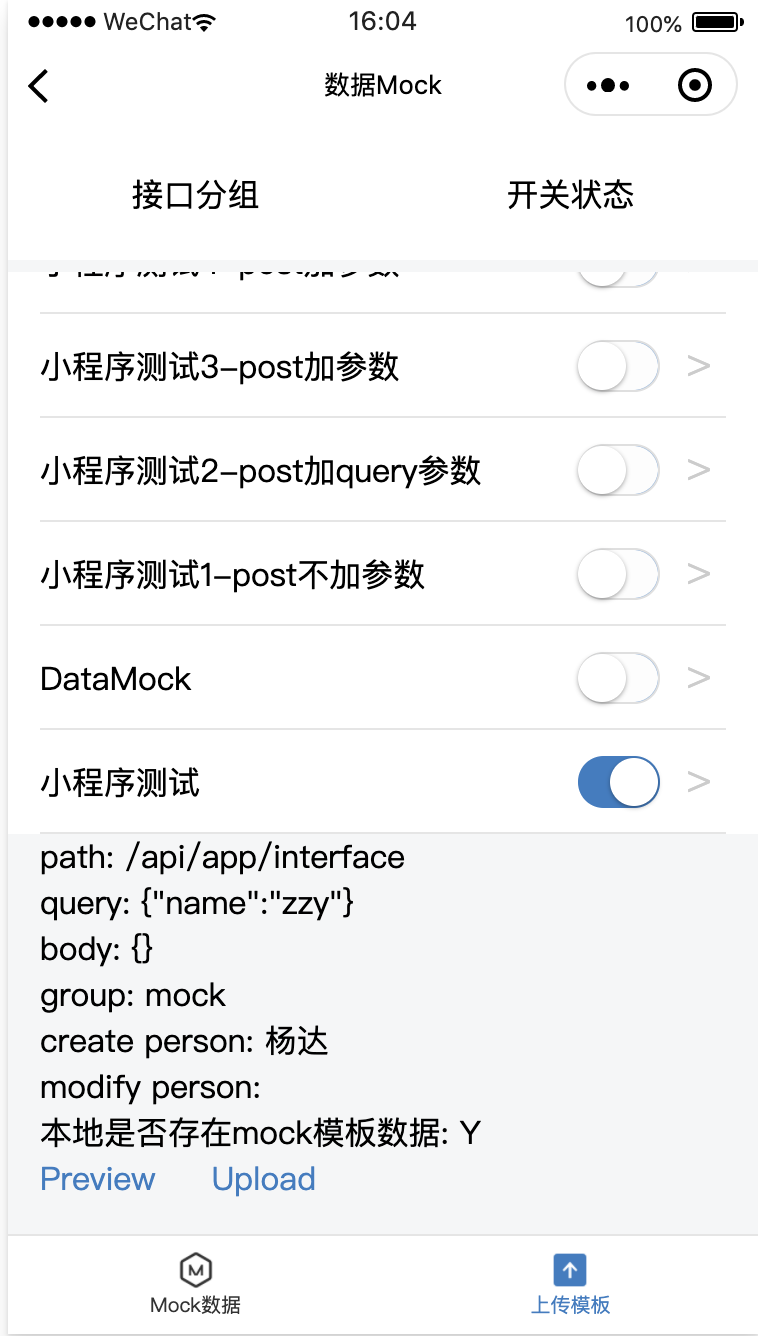 WeChat 16:04 100%
数据Mock
接口分组 开关状态
小程序测试3-post加参数 >
小程序测试2-post加query参数 >
小程序测试1-post不加参数 >
DataMock >
小程序测试 >
path: /api/app/interface
query: {"name":"zzy"}
body: {}
group: mock
create person: 杨达
modify person:
本地是否存在mock模板数据: Y
Preview Upload
Mock数据 上传模板